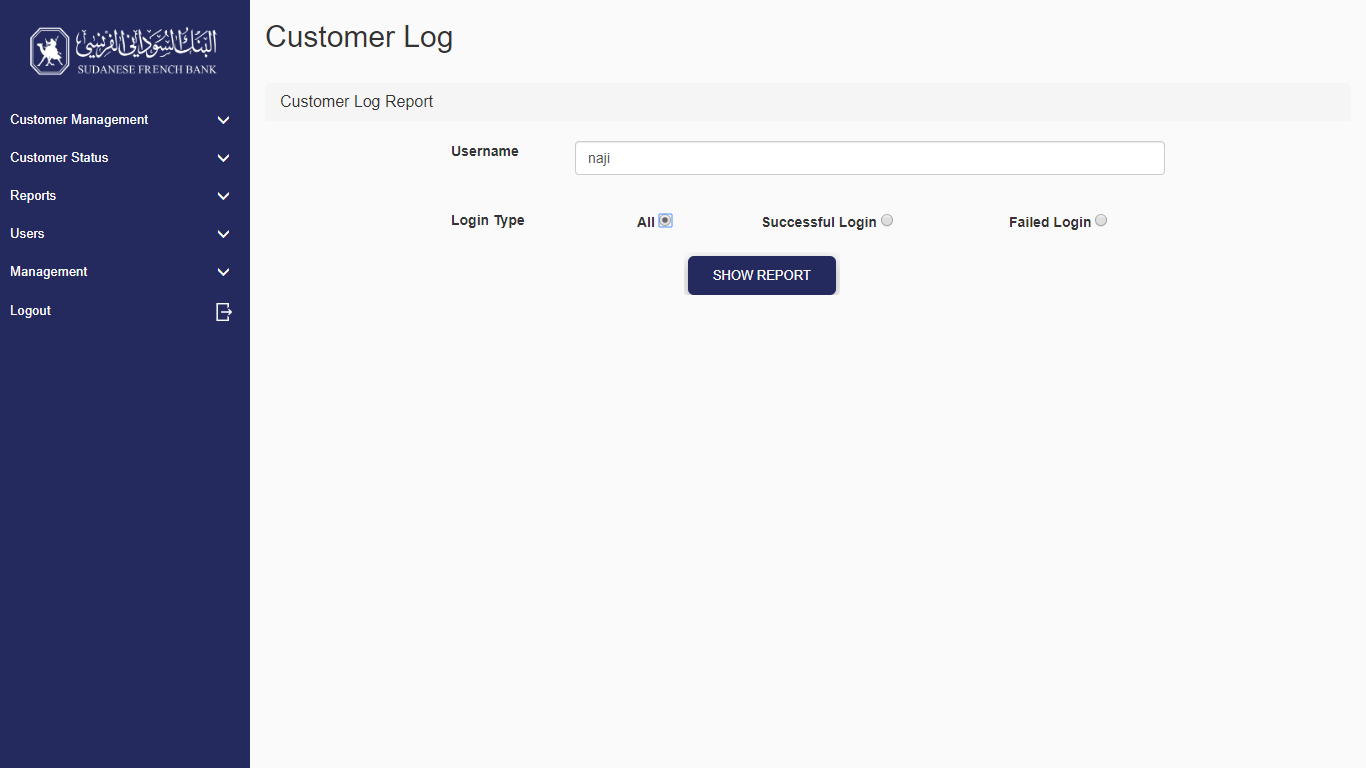 البنك السوداني الفرنسي
SUDANESE FRENCH BANK
Customer Management
Customer Status
Reports
Users
Management
Logout
Customer Log
Customer Log Report
Username
naji
Login Type
All
Successful Login
Failed Login
SHOW REPORT